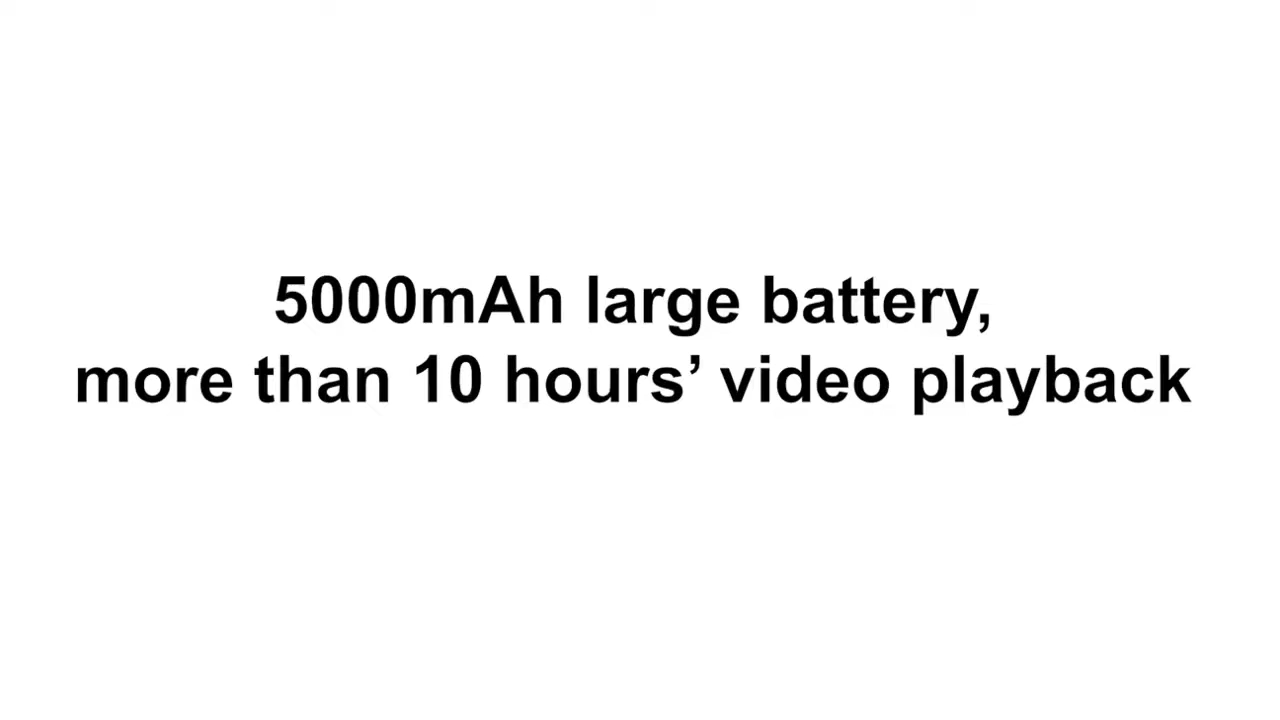 5000mAh large battery,
more than 10 hours’ video playback